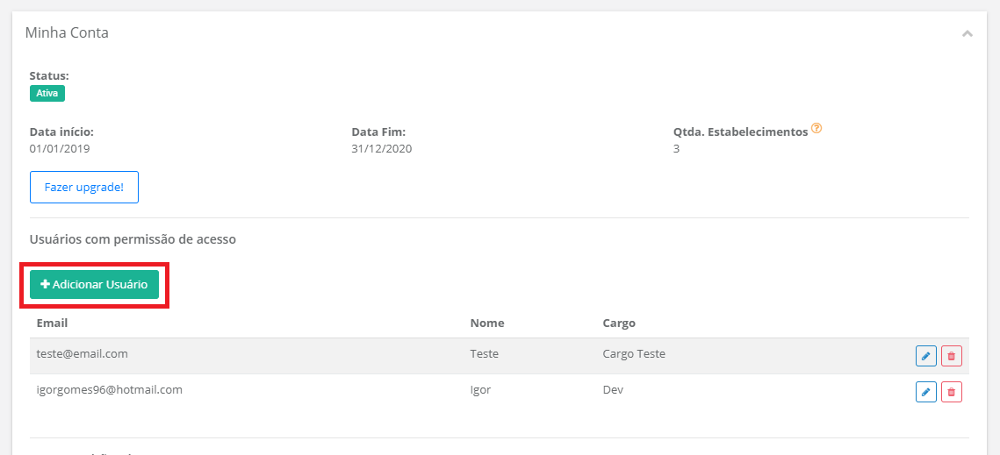 Minha Conta
Status:
Ativa
Data início: Data Fim: Qtda. Estabelecimentos
01/01/2019 31/12/2020 3
Fazer upgrade!
Usuários com permissão de acesso
Adicionar Usuário
Email Nome Cargo
teste@email.com Teste Cargo Teste
igorgomes96@hotmail.com Igor Dev